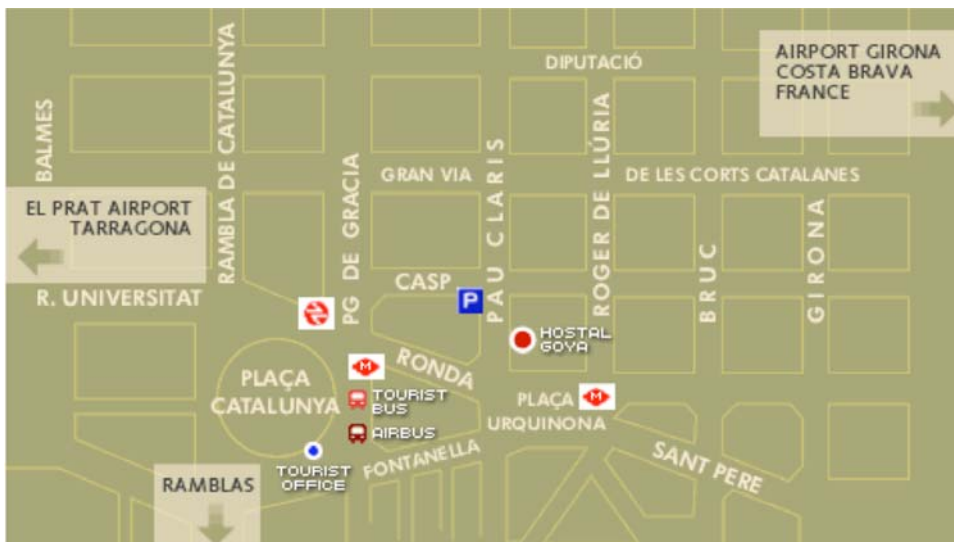 DIPUTACIÓ
AIRPORT GIRONA
COSTA BRAVA
FRANCE
BALMES
RAMBLA DE CATALUNYA
PG DE GRACIA
GRAN VIA
PAU CLARIS
ROGER DE LLÚRIA
DE LES CORTS CATALANES
BRUC
GIRONA
EL PRAT AIRPORT
TARRAGONA
R. UNIVERSITAT
CASP
P
HOSTAL
GOYA
RONDA
M
PLAÇA
CATALUNYA
TOURIST
BUS
AIRBUS
PLAÇA
M
URQUINONA
FONTANELLA
SANT PERE
TOURIST
OFFICE
RAMBLAS